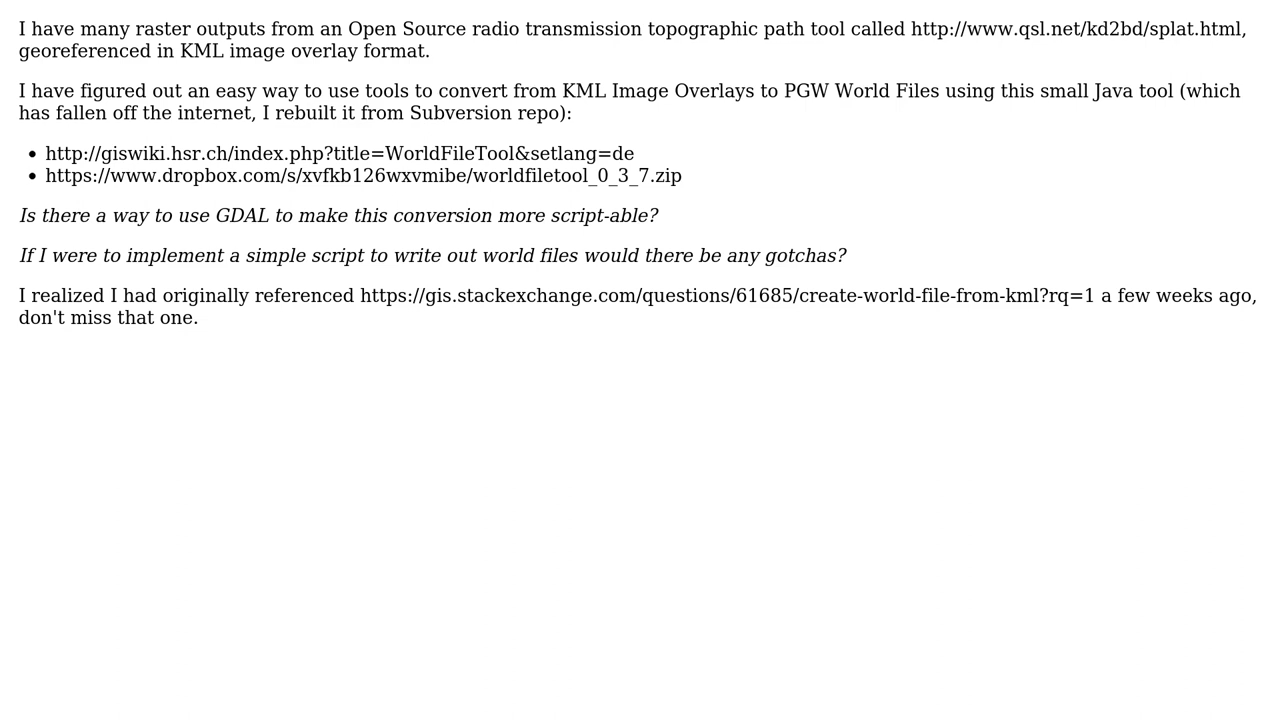 I have many raster outputs from an Open Source radio transmission topographic path tool called http://www.qsl.net/kd2bd/splat.html,
georeferenced in KML image overlay format.
I have figured out an easy way to use tools to convert from KML Image Overlays to PGW World Files using this small Java tool (which
has fallen off the internet, I rebuilt it from Subversion repo):
• http://giswiki.hsr.ch/index.php?title=WorldFileTool&setlang=de
• https://www.dropbox.com/s/xvfkb126wxvmibe/worldfiletool_0_3_7.zip
Is there a way to use GDAL to make this conversion more script-able?
If I were to implement a simple script to write out world files would there be any gotchas?
I realized I had originally referenced https://gis.stackexchange.com/questions/61685/create-world-file-from-kml?rq=1 a few weeks ago,
don't miss that one.